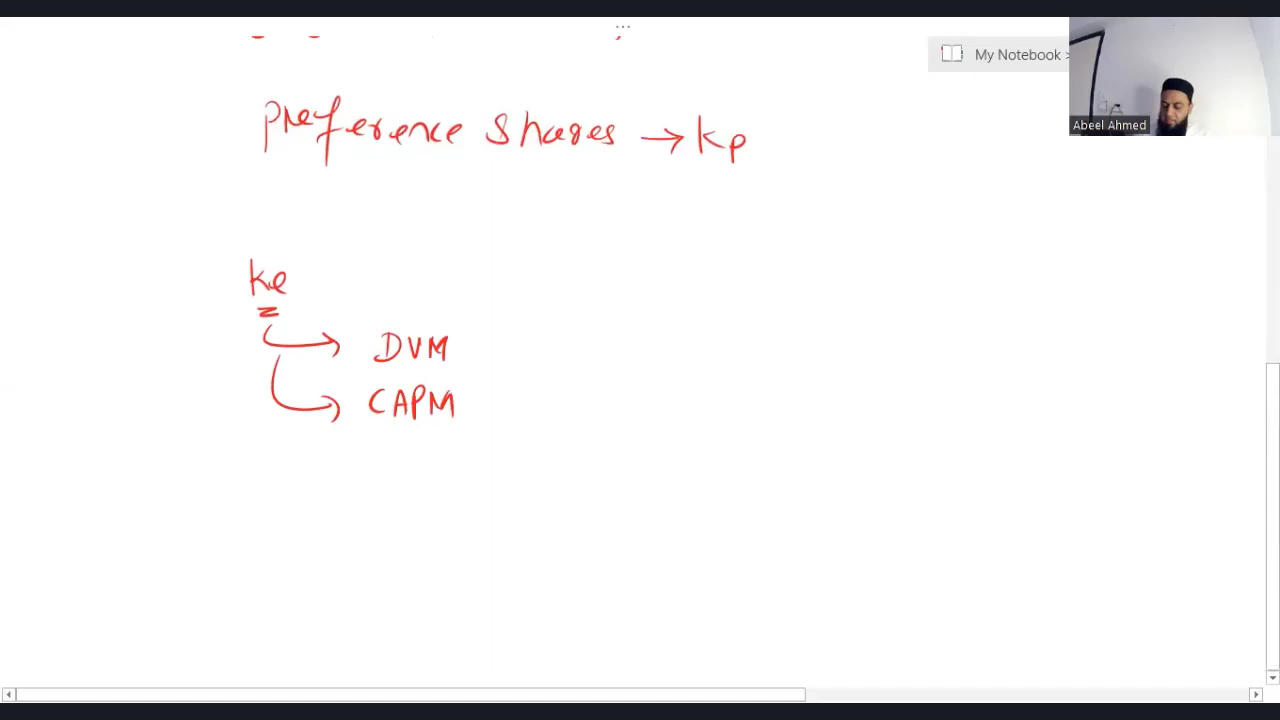 My Notebook >
Abeel Ahmed
Preference shares → kp
ke
DVM
CAPM